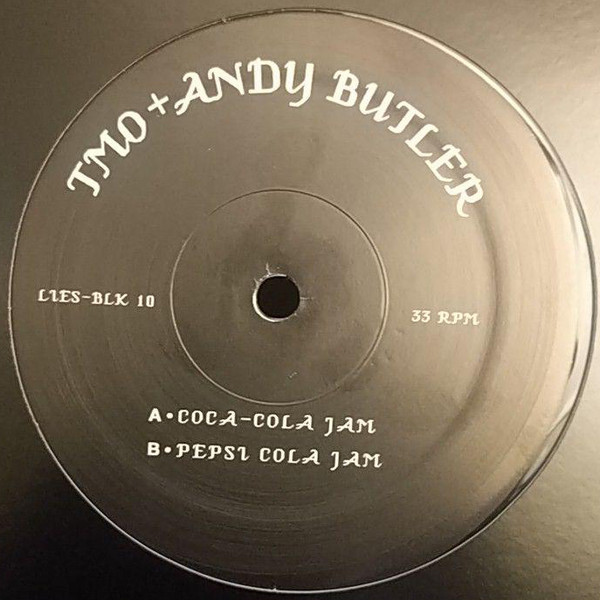 TMO+ANDY BUTLER
LIES-BLK 10
33 RPM
A•COCA-COLA JAM
B•PEPSI COLA JAM